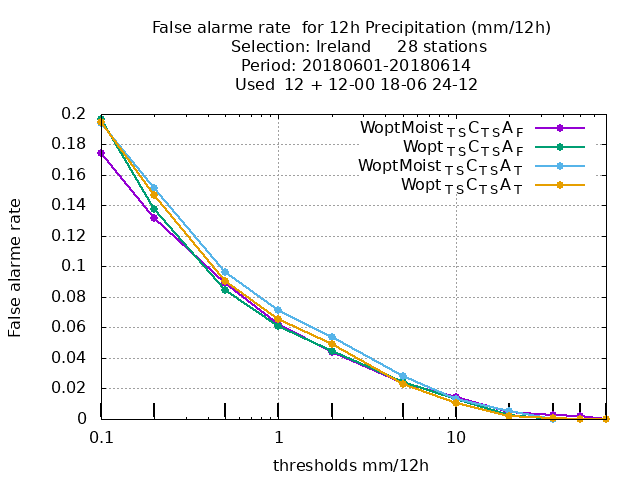 False alarme rate  for 12h Precipitation (mm/12h)
Selection: Ireland     28 stations
Period: 20180601-20180614
Used  12 + 12-00 18-06 24-12
WoptMoist TS C TS A F
Wopt TS C TS A F
WoptMoist TS C TS A T
Wopt TS C TS A T
False alarme rate
0.2
0.18
0.16
0.14
0.12
0.1
0.08
0.06
0.04
0.02
0
0.1
1
10
thresholds mm/12h